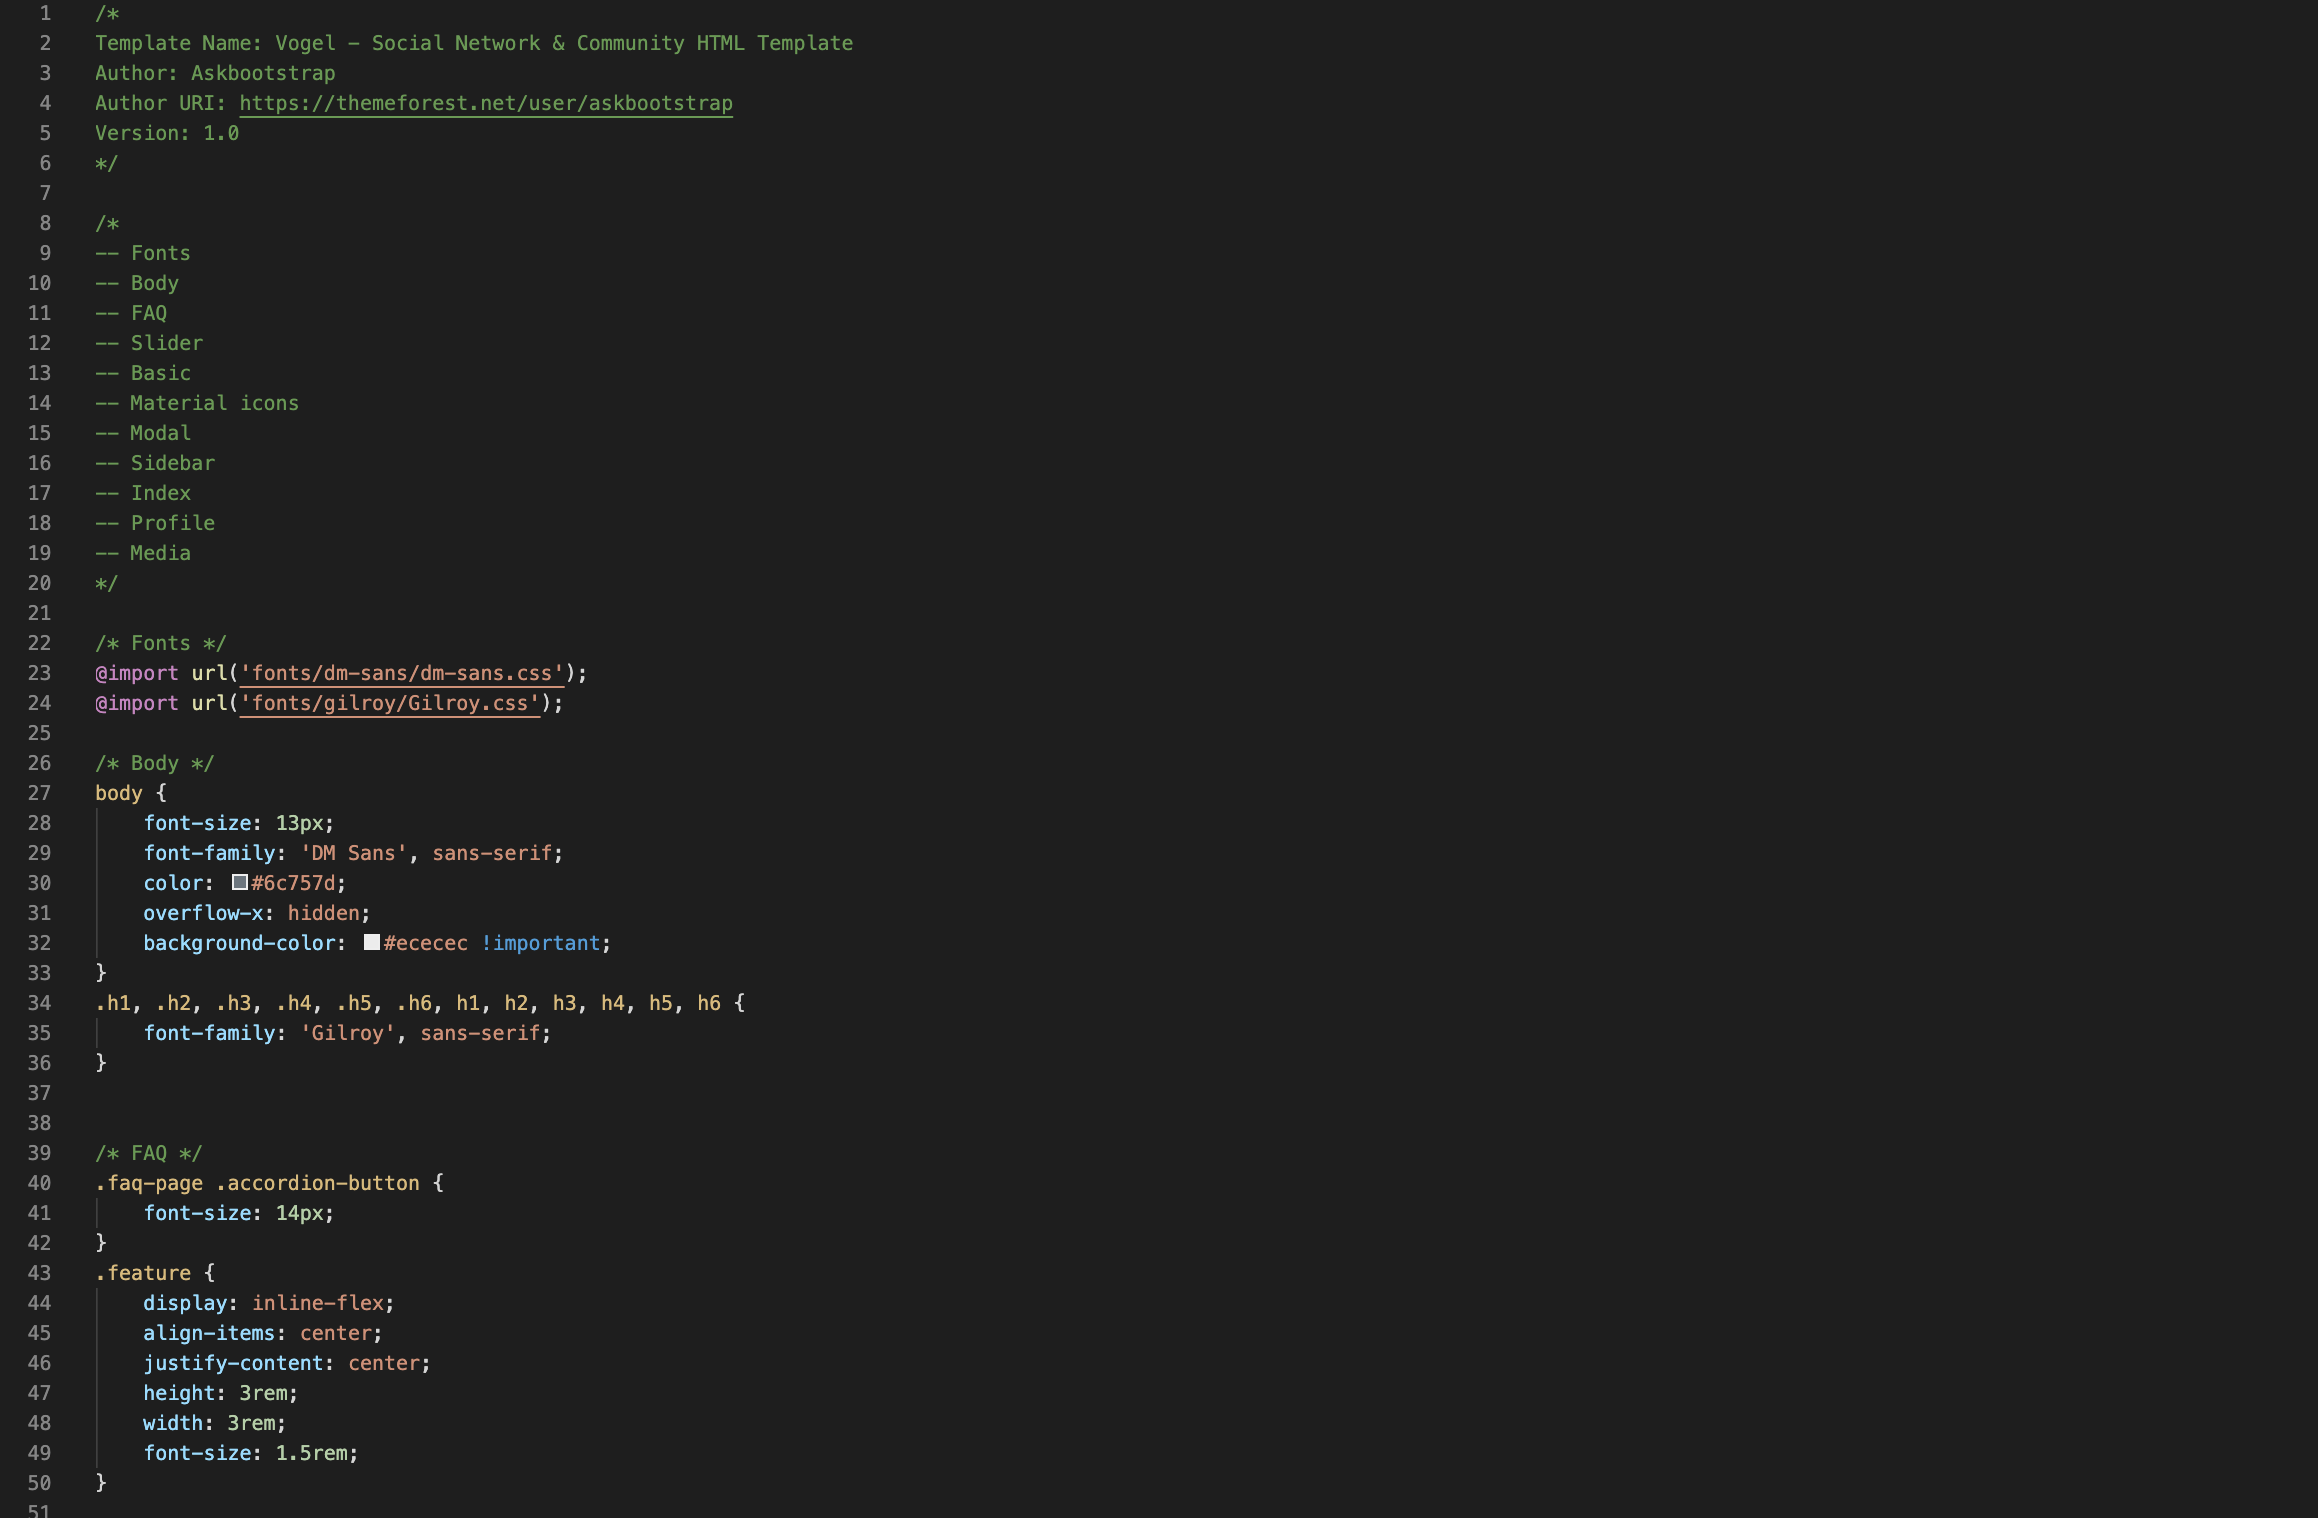 1 /*
2 Template Name: Vogel - Social Network & Community HTML Template
3 Author: Askbootstrap
4 Author URI: https://themeforest.net/user/askbootstrap
5 Version: 1.0
6 */
7
8 /*
9 -- Fonts
10 -- Body
11 -- FAQ
12 -- Slider
13 -- Basic
14 -- Material icons
15 -- Modal
16 -- Sidebar
17 -- Index
18 -- Profile
19 -- Media
20 */
21
22 /* Fonts */
23 @import url('fonts/dm-sans/dm-sans.css');
24 @import url('fonts/gilroy/Gilroy.css');
25
26 /* Body */
27 body {
28     font-size: 13px;
29     font-family: 'DM Sans', sans-serif;
30     color: #6c757d;
31     overflow-x: hidden;
32     background-color: #ececec !important;
33 }
34 .h1, .h2, .h3, .h4, .h5, .h6, h1, h2, h3, h4, h5, h6 {
35     font-family: 'Gilroy', sans-serif;
36 }
37
38
39 /* FAQ */
40 .faq-page .accordion-button {
41     font-size: 14px;
42 }
43 .feature {
44     display: inline-flex;
45     align-items: center;
46     justify-content: center;
47     height: 3rem;
48     width: 3rem;
49     font-size: 1.5rem;
50 }
51